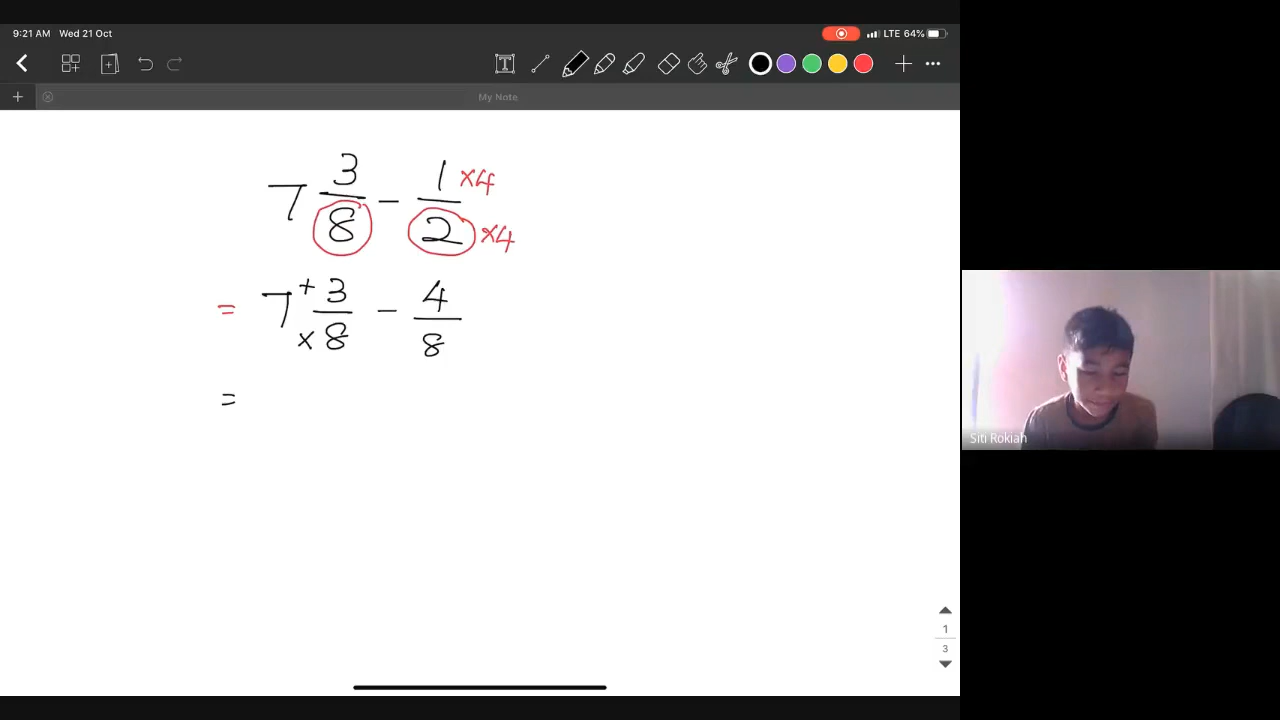 9:21 AM Wed 21 Oct LTE 64%
T
My Note
7 3/8 - 1/2 ×4 ×4
= 7 + 3/× 8 - 4/8
=
Siti Rokiah
1
3